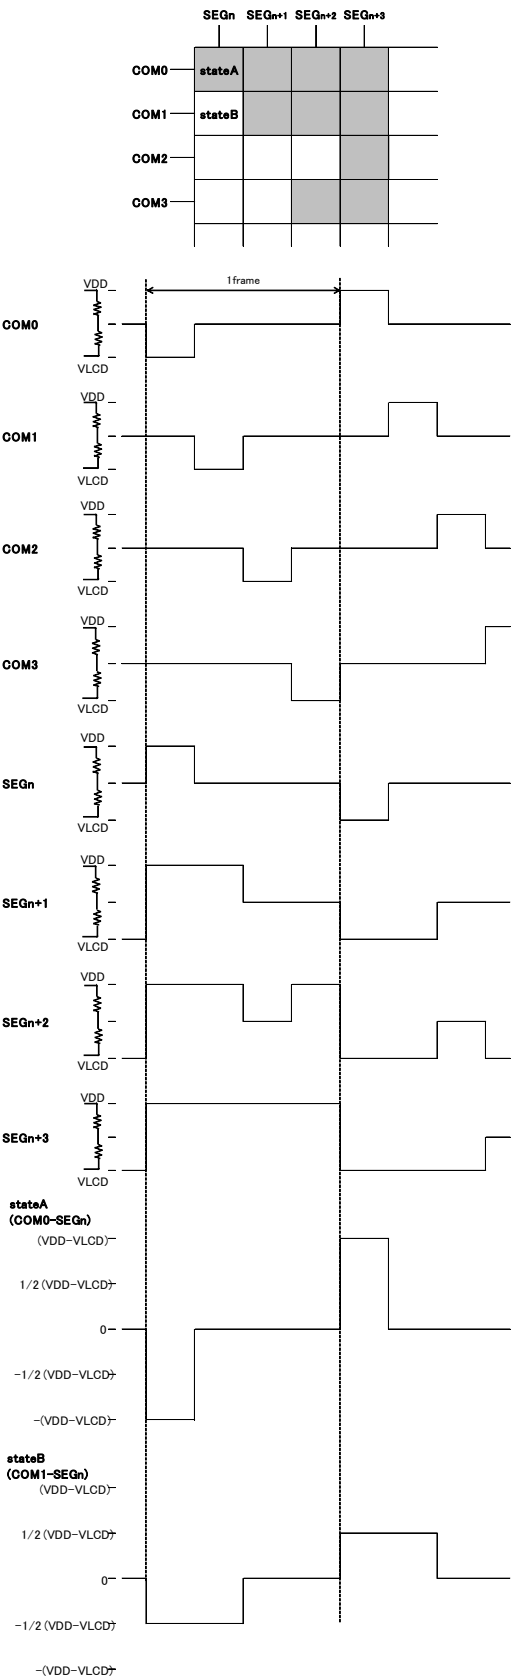 SEGn SEGn+1 SEGn+2 SEGn+3
COM0 stateA
COM1 stateB
COM2
COM3
1frame
VDD
COM0
VLCD
VDD
COM1
VLCD
VDD
COM2
VLCD
VDD
COM3
VLCD
VDD
SEGn
VLCD
VDD
SEGn+1
VLCD
VDD
SEGn+2
VLCD
VDD
SEGn+3
VLCD
stateA
(COM0-SEGn)
(VDD-VLCD)
1/2(VDD-VLCD)
0
-1/2(VDD-VLCD)
-(VDD-VLCD)
stateB
(COM1-SEGn)
(VDD-VLCD)
1/2(VDD-VLCD)
0
-1/2(VDD-VLCD)
-(VDD-VLCD)